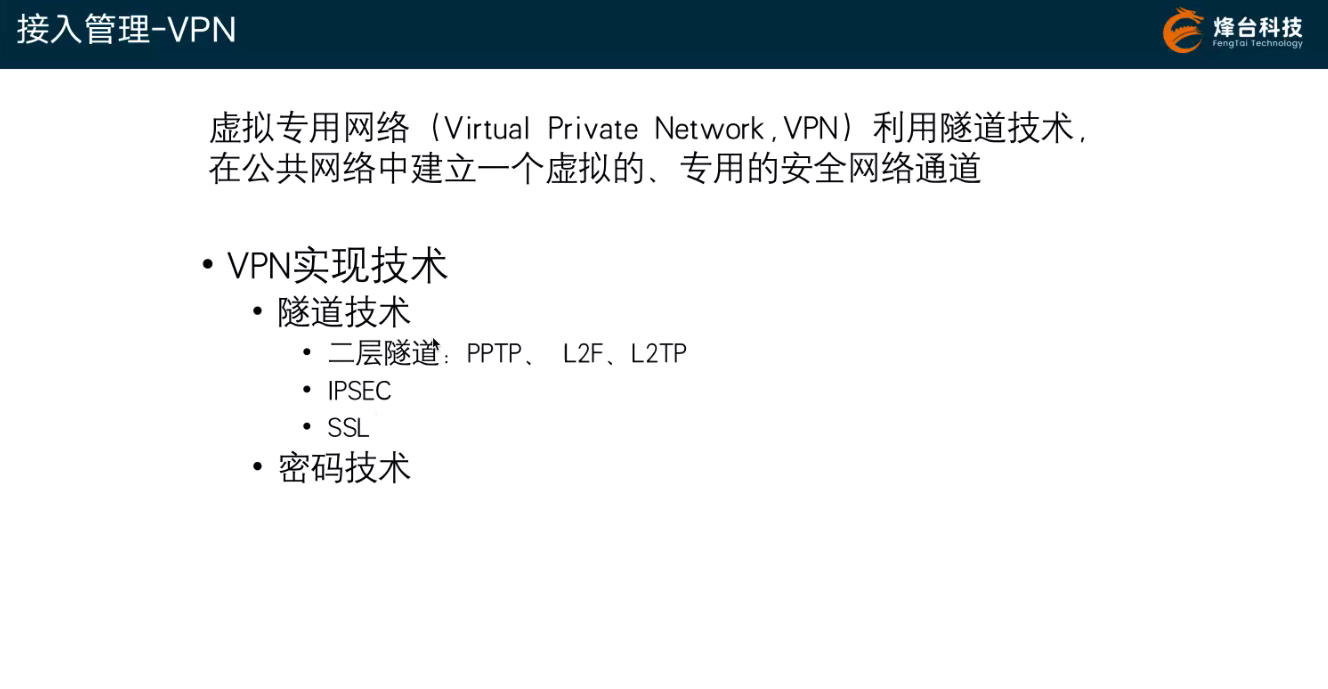 接入管理-VPN
烽台科技
FengTai Technology
虚拟专用网络（Virtual Private Network,VPN）利用隧道技术,
在公共网络中建立一个虚拟的、专用的安全网络通道
• VPN实现技术
• 隧道技术
• 二层隧道: PPTP、 L2F、L2TP
• IPSEC
• SSL
• 密码技术